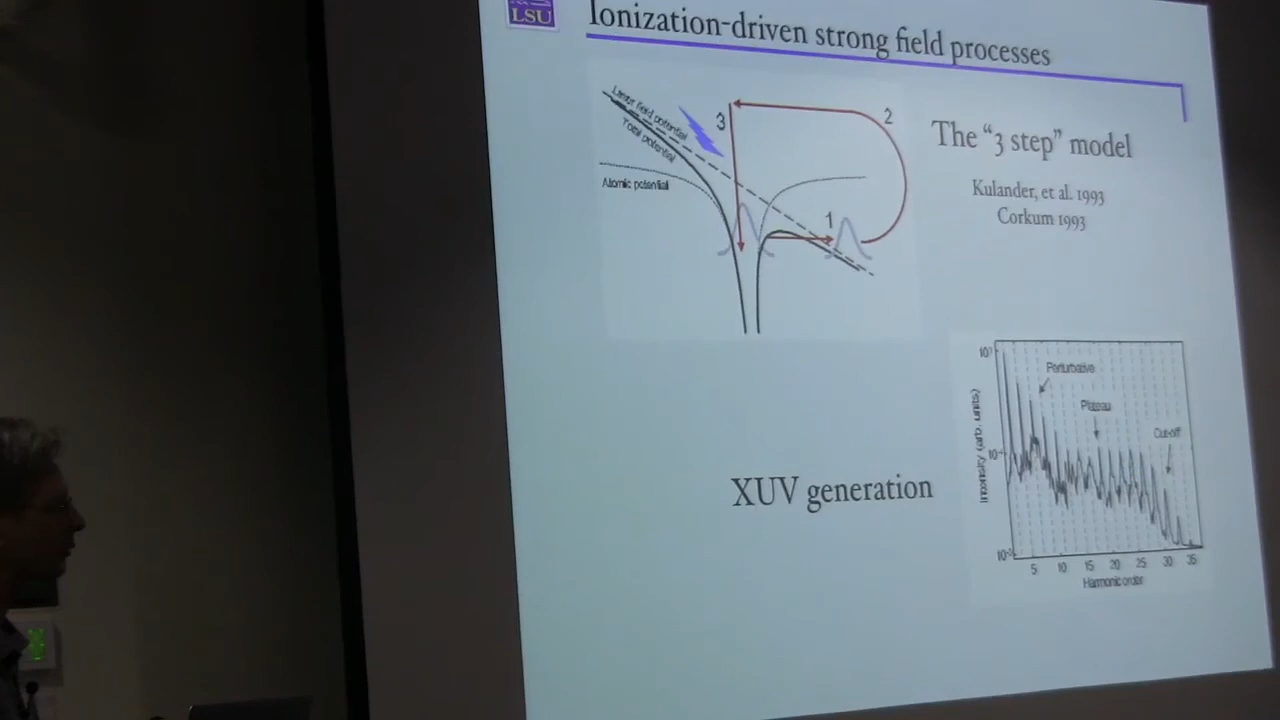 LSU
Ionization-driven strong field processes
Laser field potential
Total potential
Atomic potential
3
2
1
The "3 step" model
Kulander, et al. 1993
Corkum 1993
XUV generation
Perturbative
Plateau
Cut-off
Intensity (arb. units)
5 10 15 20 25 30 35
Harmonic order